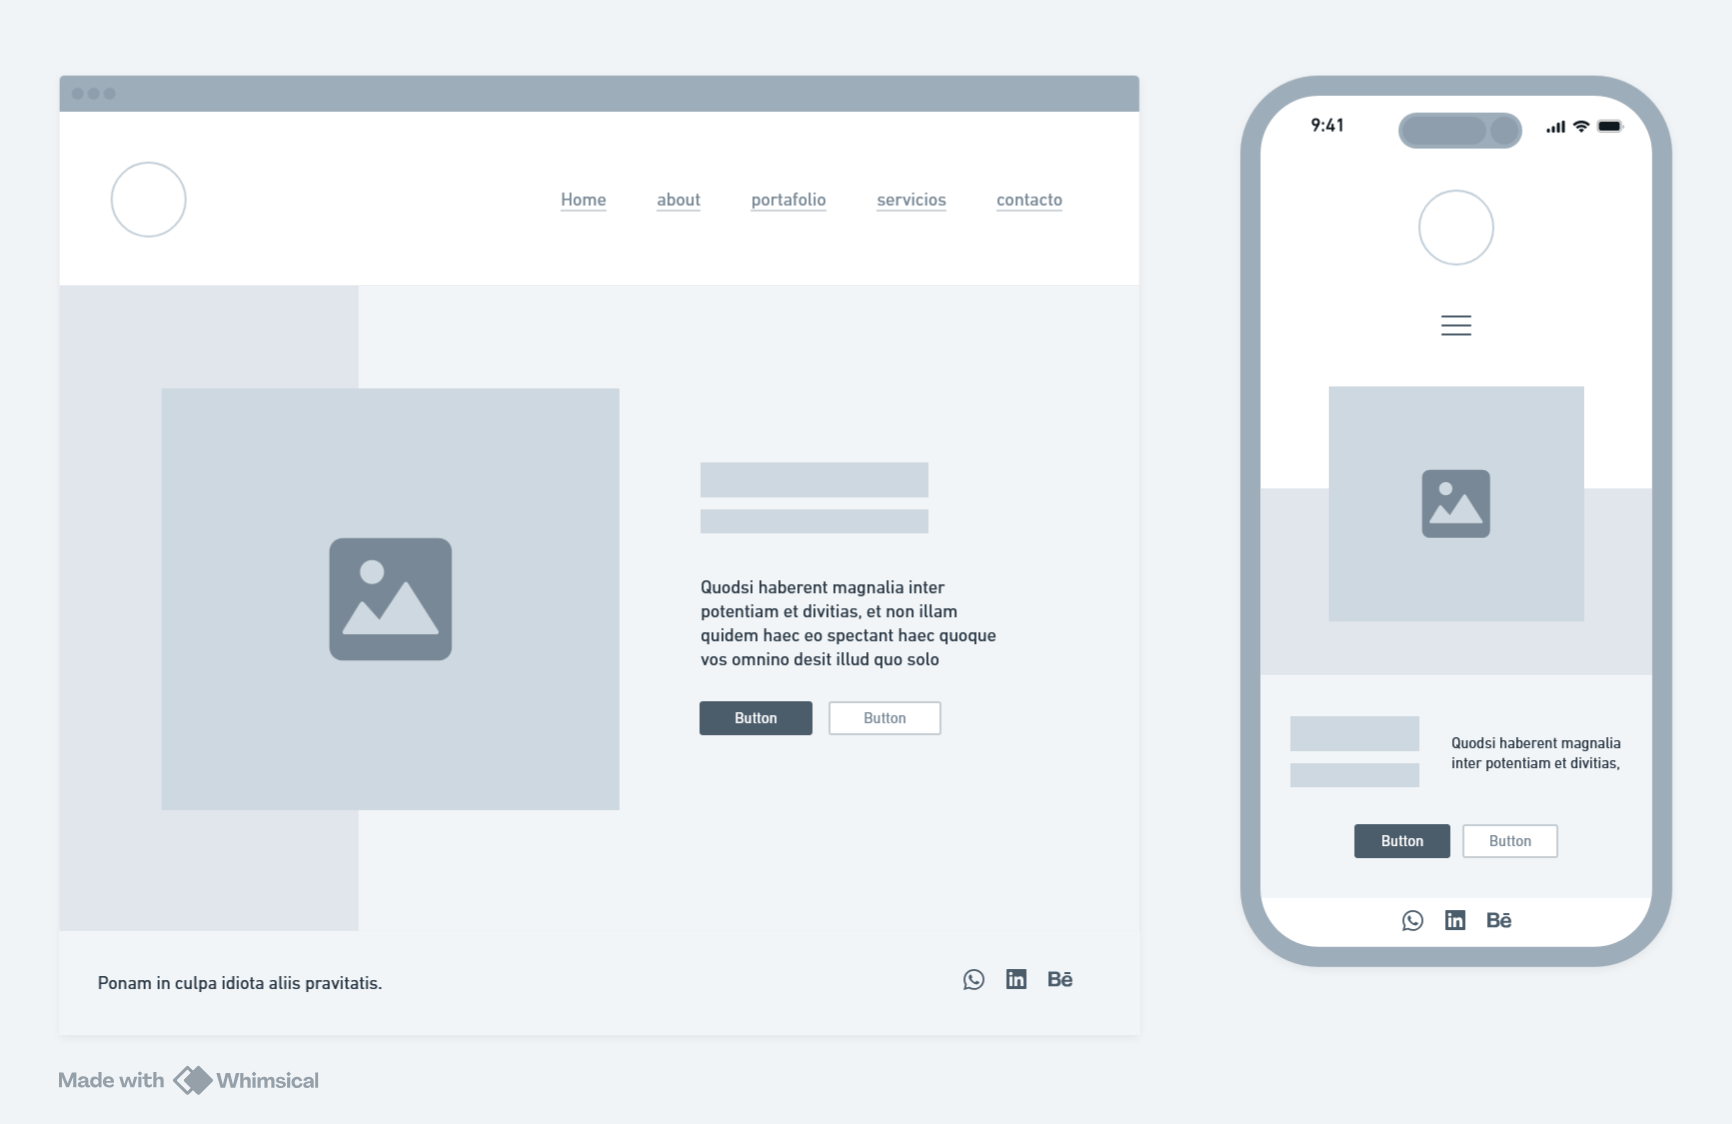 Home about portafolio servicios contacto
Quodsi haberent magnalia inter
potentiam et divitias, et non illam
quidem haec eo spectant haec quoque
vos omnino desit illud quo solo
Button Button
Ponam in culpa idiota aliis pravitatis.
in Bē
9:41
Quodsi haberent magnalia
inter potentiam et divitias,
Button Button
in Bē
Made with Whimsical